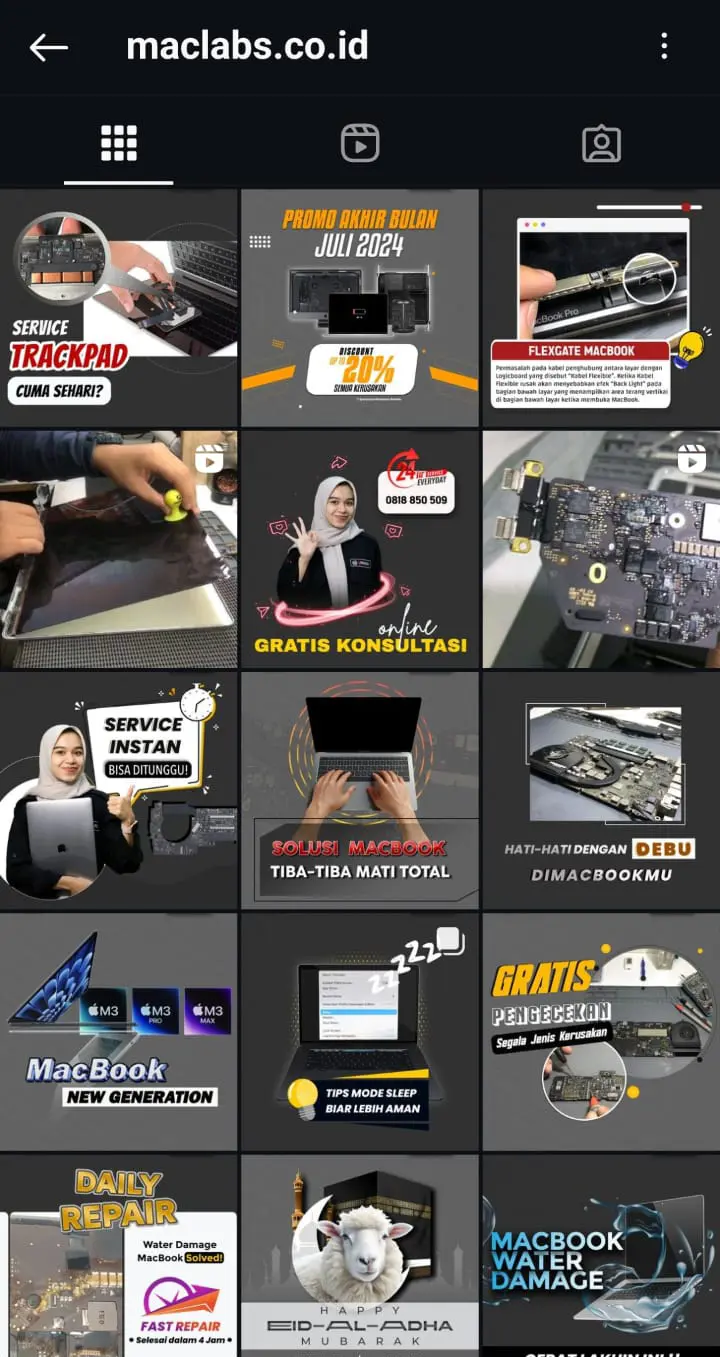 maclabs.co.id
SERVICE
TRACKPAD
CUMA SEHARI?
PROMO AKHIR BULAN
JULI 2024
DISCOUNT
UP TO 20%
SEMUA KERUSAKAN
MacBook Pro
FLEXGATE MACBOOK
Permasalah pada kabel penghubung antara layar dengan
Logicboard yang disebut "Kabel Flexible". Ketika Kabel
Flexible rusak akan menyebabkan efek "Back Light" pada
bagian bawah layar yang menampilkan area terang vertikal
di bagian bawah layar ketika membuka MacBook.
24
EVERYDAY
0818 850 509
online
GRATIS KONSULTASI
SERVICE
INSTAN
BISA DITUNGGU!
SOLUSI MACBOOK
TIBA-TIBA MATI TOTAL
HATI-HATI DENGAN DEBU
DIMACBOOKMU
M3
M3 PRO
M3 MAX
MacBook
NEW GENERATION
zzzzz
TIPS MODE SLEEP
BIAR LEBIH AMAN
GRATIS
PENGECEKAN
Segala Jenis Kerusakan
DAILY
REPAIR
Water Damage
MacBook Solved!
FAST REPAIR
• Selesai dalam 4 Jam •
HAPPY
EID-AL-ADHA
MUBARAK
MACBOOK
WATER
DAMAGE